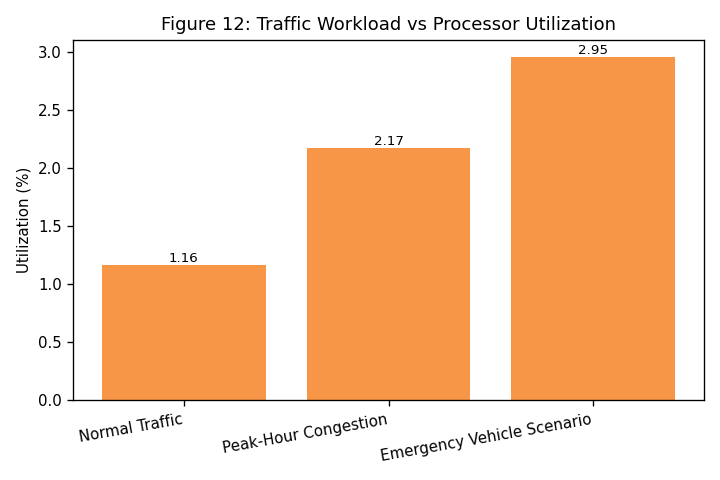 Figure 12: Traffic Workload vs Processor Utilization
Utilization (%)
3.0
2.5
2.0
1.5
1.0
0.5
0.0
1.16
2.17
2.95
Normal Traffic
Peak-Hour Congestion
Emergency Vehicle Scenario